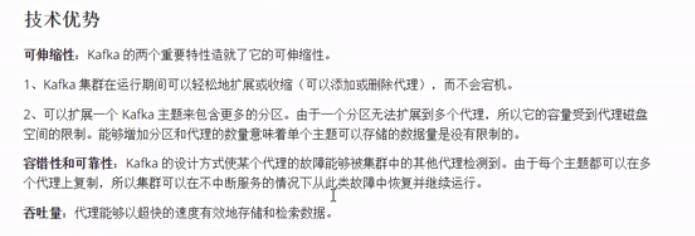 技术优势
可伸缩性：Kafka 的两个重要特性造就了它的可伸缩性。
1、Kafka 集群在运行期间可以轻松地扩展或收缩（可以添加或删除代理），而不会宕机。
2、可以扩展一个 Kafka 主题来包含更多的分区。由于一个分区无法扩展到多个代理，所以它的容量受到代理磁盘
空间的限制。能够增加分区和代理的数量意味着单个主题可以存储的数据量是没有限制的。
容错性和可靠性：Kafka 的设计方式使某个代理的故障能够被集群中的其他代理检测到。由于每个主题都可以在多
个代理上复制，所以集群可以在不中断服务的情况下从此类故障中恢复并继续运行。
吞吐量：代理能够以超快的速度有效地存储和检索数据。